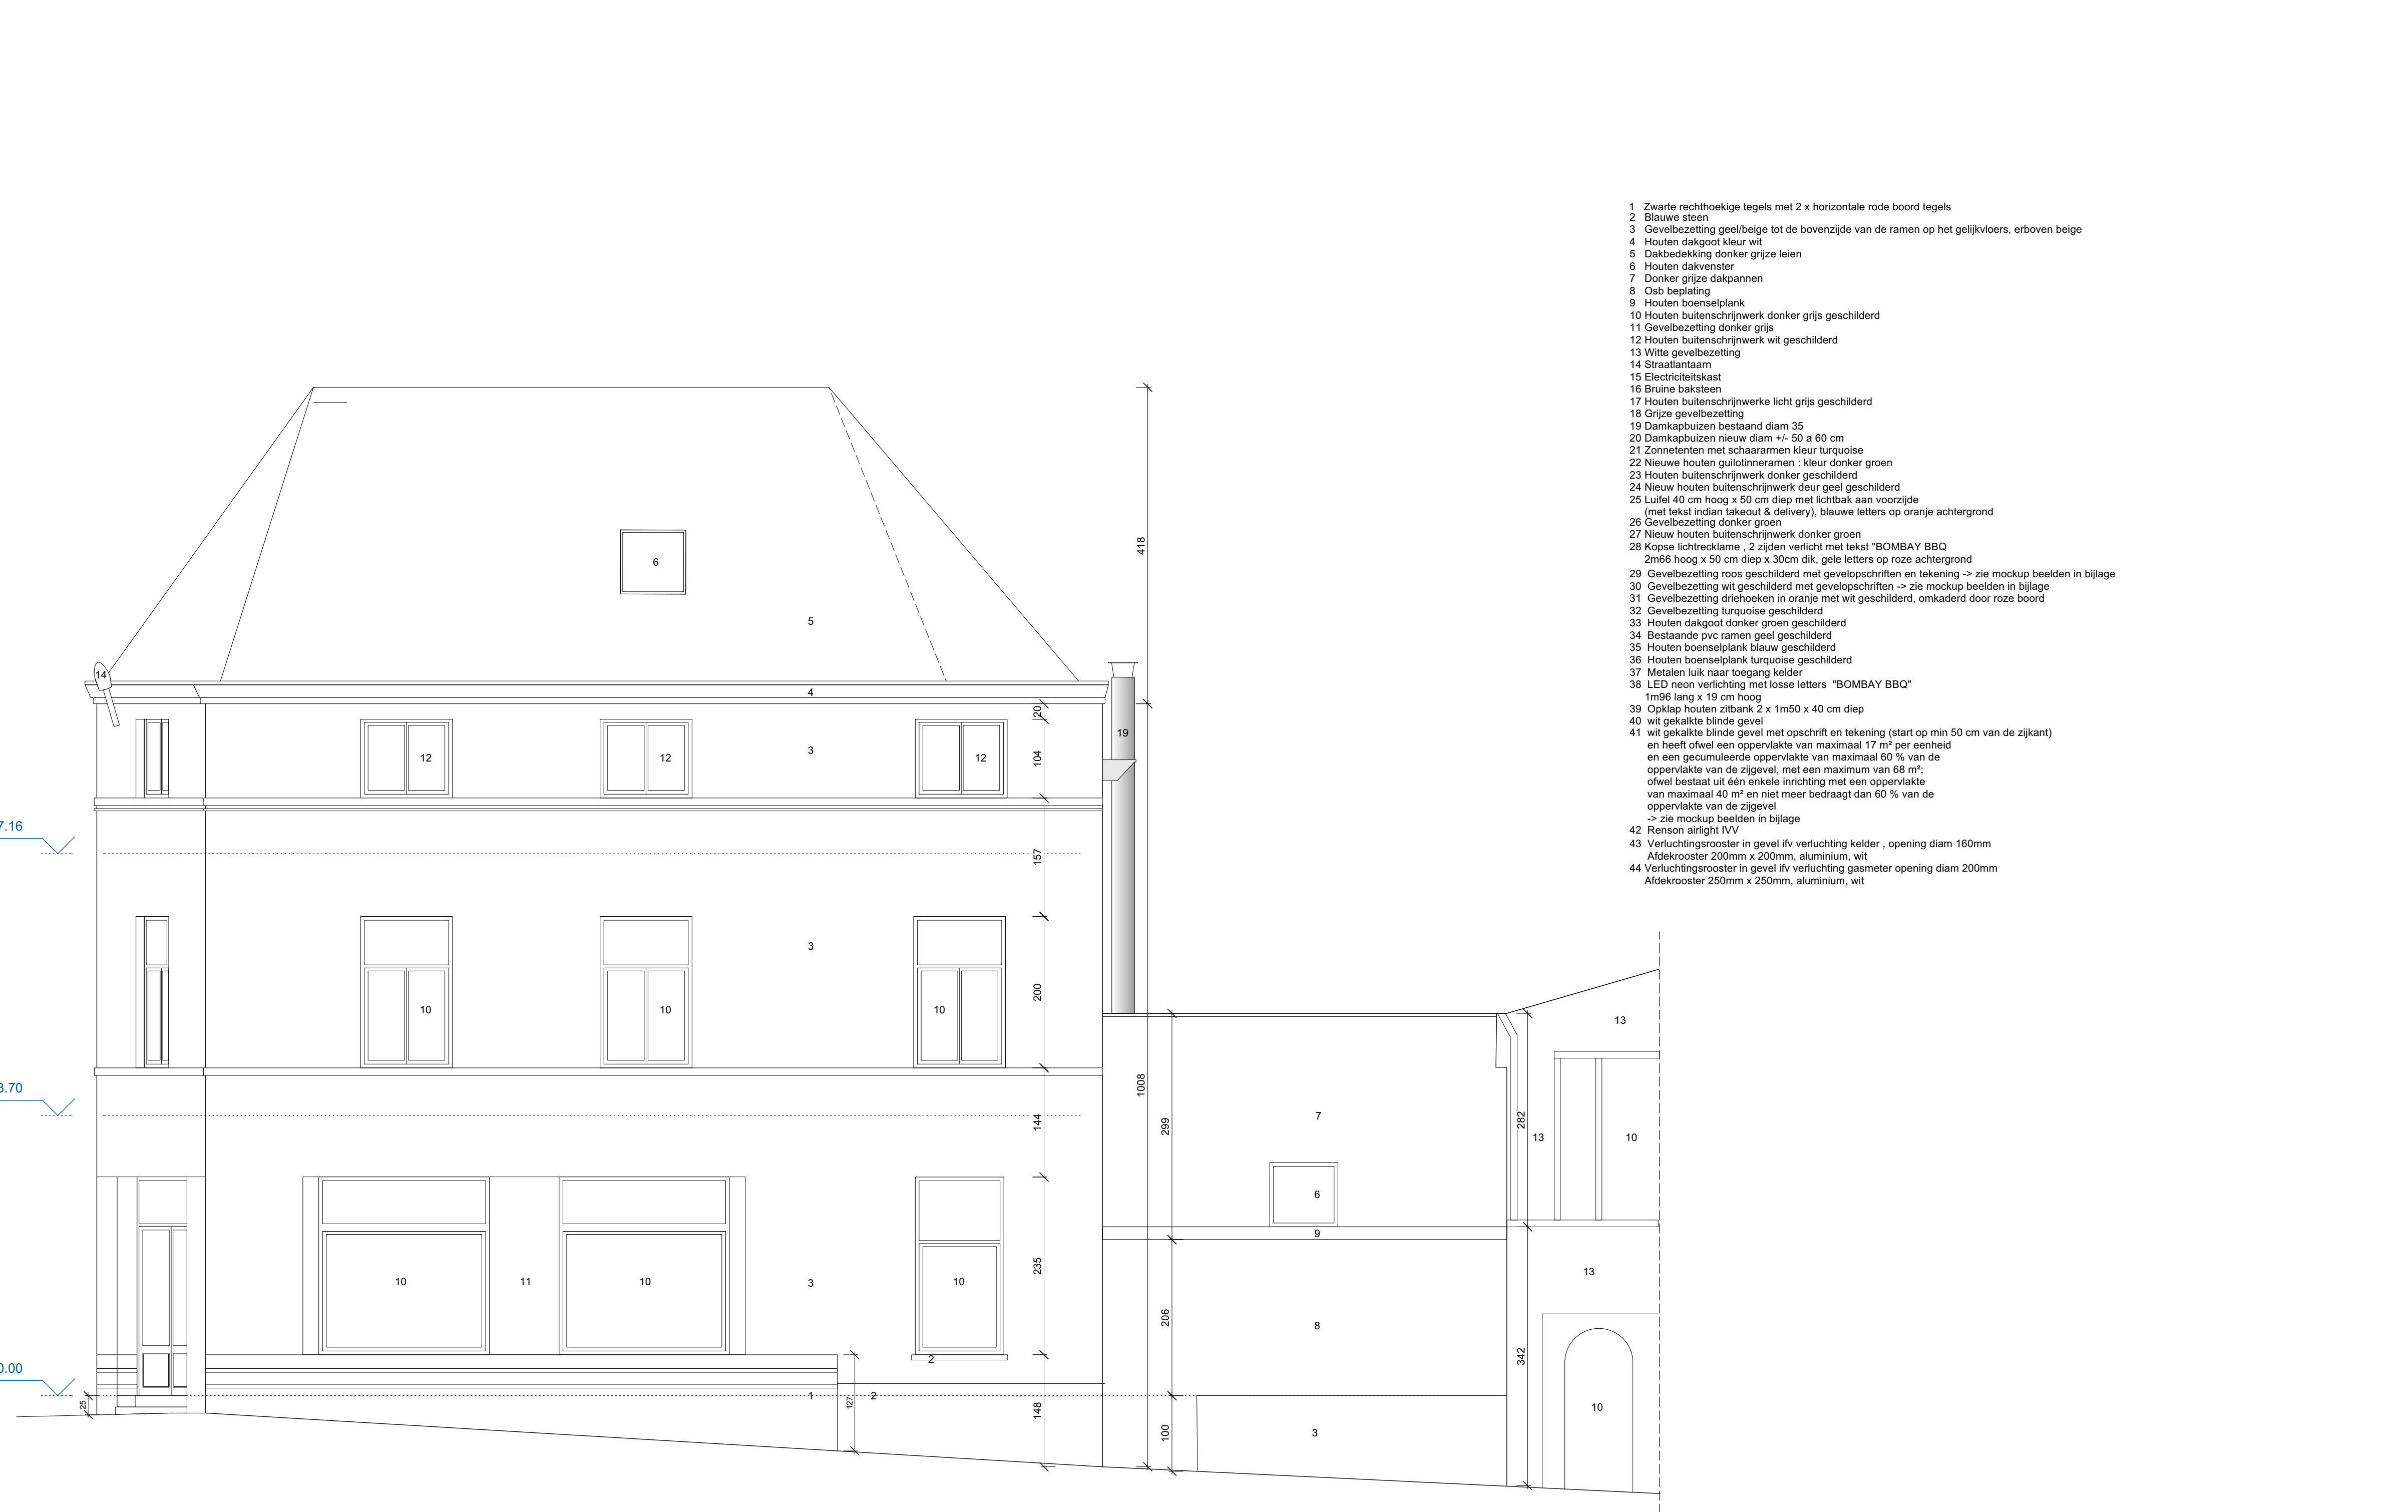 1 Zwarte rechthoekige tegels met 2 x horizontale rode boord tegels
2 Blauwe steen
3 Gevelbezetting geel/beige tot de bovenzijde van de ramen op het gelijkvloers, erboven beige
4 Houten dakgoot kleur wit
5 Dakbedekking donker grijze leien
6 Houten dakvenster
7 Donker grijze dakpannen
8 Osb beplating
9 Houten boenselplank
10 Houten buitenschrijnwerk donker grijs geschilderd
11 Gevelbezetting donker grijs
12 Houten buitenschrijnwerk wit geschilderd
13 Witte gevelbezetting
14 Straatlantaarn
15 Electriciteitskast
16 Bruine baksteen
17 Houten buitenschrijnwerke licht grijs geschilderd
18 Grijze gevelbezetting
19 Damkapbuizen bestaand diam 35
20 Damkapbuizen nieuw diam +/- 50 a 60 cm
21 Zonnetenten met schaararmen kleur turquoise
22 Nieuwe houten guilotinneramen : kleur donker groen
23 Houten buitenschrijnwerk donker geschilderd
24 Nieuw houten buitenschrijnwerk deur geel geschilderd
25 Luifel 40 cm hoog x 50 cm diep met lichtbak aan voorzijde
(met tekst indian takeout & delivery), blauwe letters op oranje achtergrond
26 Gevelbezetting donker groen
27 Nieuw houten buitenschrijnwerk donker groen
28 Kopse lichtrecklame , 2 zijden verlicht met tekst "BOMBAY BBQ
2m66 hoog x 50 cm diep x 30cm dik, gele letters op roze achtergrond
29 Gevelbezetting roos geschilderd met gevelopschriften en tekening -> zie mockup beelden in bijlage
30 Gevelbezetting wit geschilderd met gevelopschriften -> zie mockup beelden in bijlage
31 Gevelbezetting driehoeken in oranje met wit geschilderd, omkaderd door roze boord
32 Gevelbezetting turquoise geschilderd
33 Houten dakgoot donker groen geschilderd
34 Bestaande pvc ramen geel geschilderd
35 Houten boenselplank blauw geschilderd
36 Houten boenselplank turquoise geschilderd
37 Metalen luik naar toegang kelder
38 LED neon verlichting met losse letters "BOMBAY BBQ"
1m96 lang x 19 cm hoog
39 Opklap houten zitbank 2 x 1m50 x 40 cm diep
40 wit gekalkte blinde gevel
41 wit gekalkte blinde gevel met opschrift en tekening (start op min 50 cm van de zijkant)
en heeft ofwel een oppervlakte van maximaal 17 m² per eenheid
en een gecumuleerde oppervlakte van maximaal 60 % van de
oppervlakte van de zijgevel, met een maximum van 68 m²;
ofwel bestaat uit één enkele inrichting met een oppervlakte
van maximaal 40 m² en niet meer bedraagt dan 60 % van de
oppervlakte van de zijgevel
-> zie mockup beelden in bijlage
42 Renson airlight IVV
43 Verluchtingsrooster in gevel ifv verluchting kelder , opening diam 160mm
Afdekrooster 200mm x 200mm, aluminium, wit
44 Verluchtingsrooster in gevel ifv verluchting gasmeter opening diam 200mm
Afdekrooster 250mm x 250mm, aluminium, wit
418
6
5
14
4
20
19
12
12
3
12
104
7.16
157
3
10
10
10
200
13
1008
3.70
144
299
7
282
13
10
6
9
235
10
11
10
3
10
13
206
8
342
2
0.00
25
1
127
2
148
100
3
10